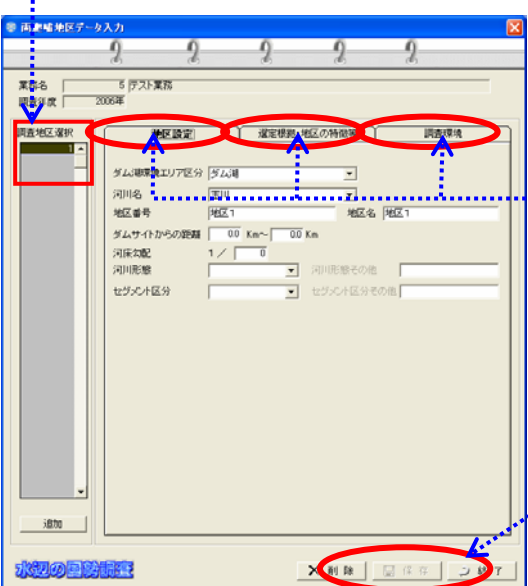 両生哺地区データ入力
業務名 5 テスト業務
調査年度 2006年
調査地区選択
1
地区設定 選定根拠・地区の特徴等 調査環境
ダム湖環境エリア区分 ダム湖
河川名 玉川
地区番号 地区1 地区名 地区1
ダムサイトからの距離 0.0 Km～ 0.0 Km
河床勾配 1／ 0
河川形態 河川形態その他
セグメント区分 セグメント区分その他
追加
水辺の国勢調査
削除 保存 終了